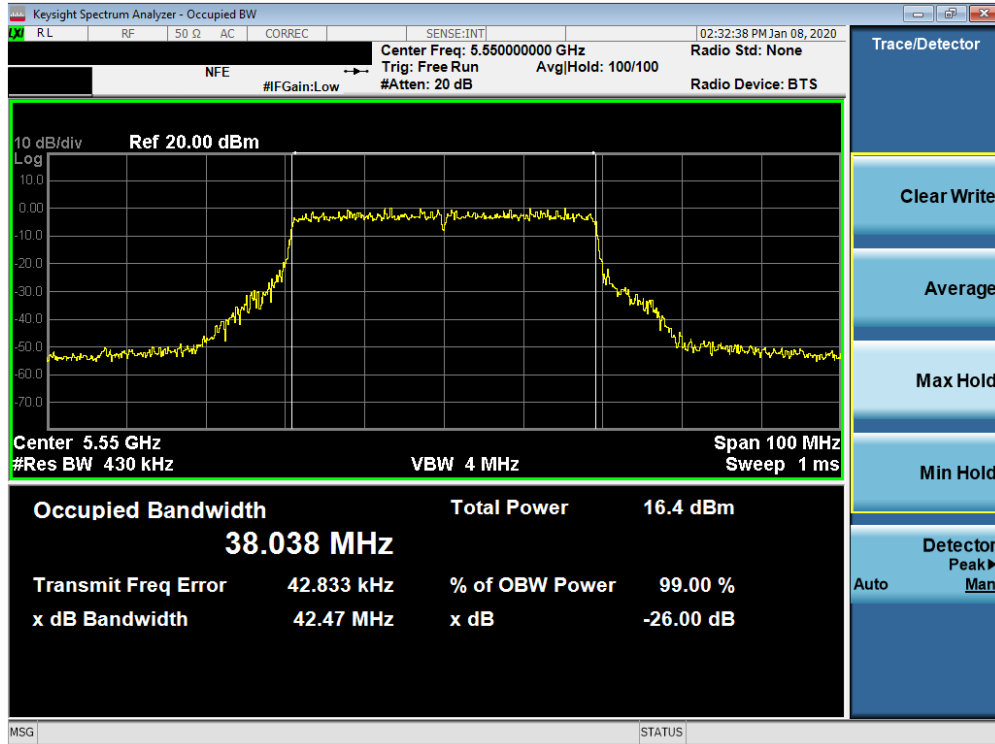 Keysight Spectrum Analyzer - Occupied BW
LXI RL RF 50 Ω AC CORREC SENSE:INT 02:32:38 PM Jan 08, 2020
Center Freq: 5.550000000 GHz Radio Std: None
NFE Trig: Free Run Avg|Hold: 100/100
#IFGain:Low #Atten: 20 dB Radio Device: BTS
Trace/Detector
10 dB/div Ref 20.00 dBm
Log
10.0
0.00
-10.0
-20.0
-30.0
-40.0
-50.0
-60.0
-70.0
Center 5.55 GHz Span 100 MHz
#Res BW 430 kHz VBW 4 MHz Sweep 1 ms
Occupied Bandwidth Total Power 16.4 dBm
38.038 MHz
Transmit Freq Error 42.833 kHz % of OBW Power 99.00 %
x dB Bandwidth 42.47 MHz x dB -26.00 dB
Clear Write
Average
Max Hold
Min Hold
Detector
Peak▶
Auto Man
MSG STATUS